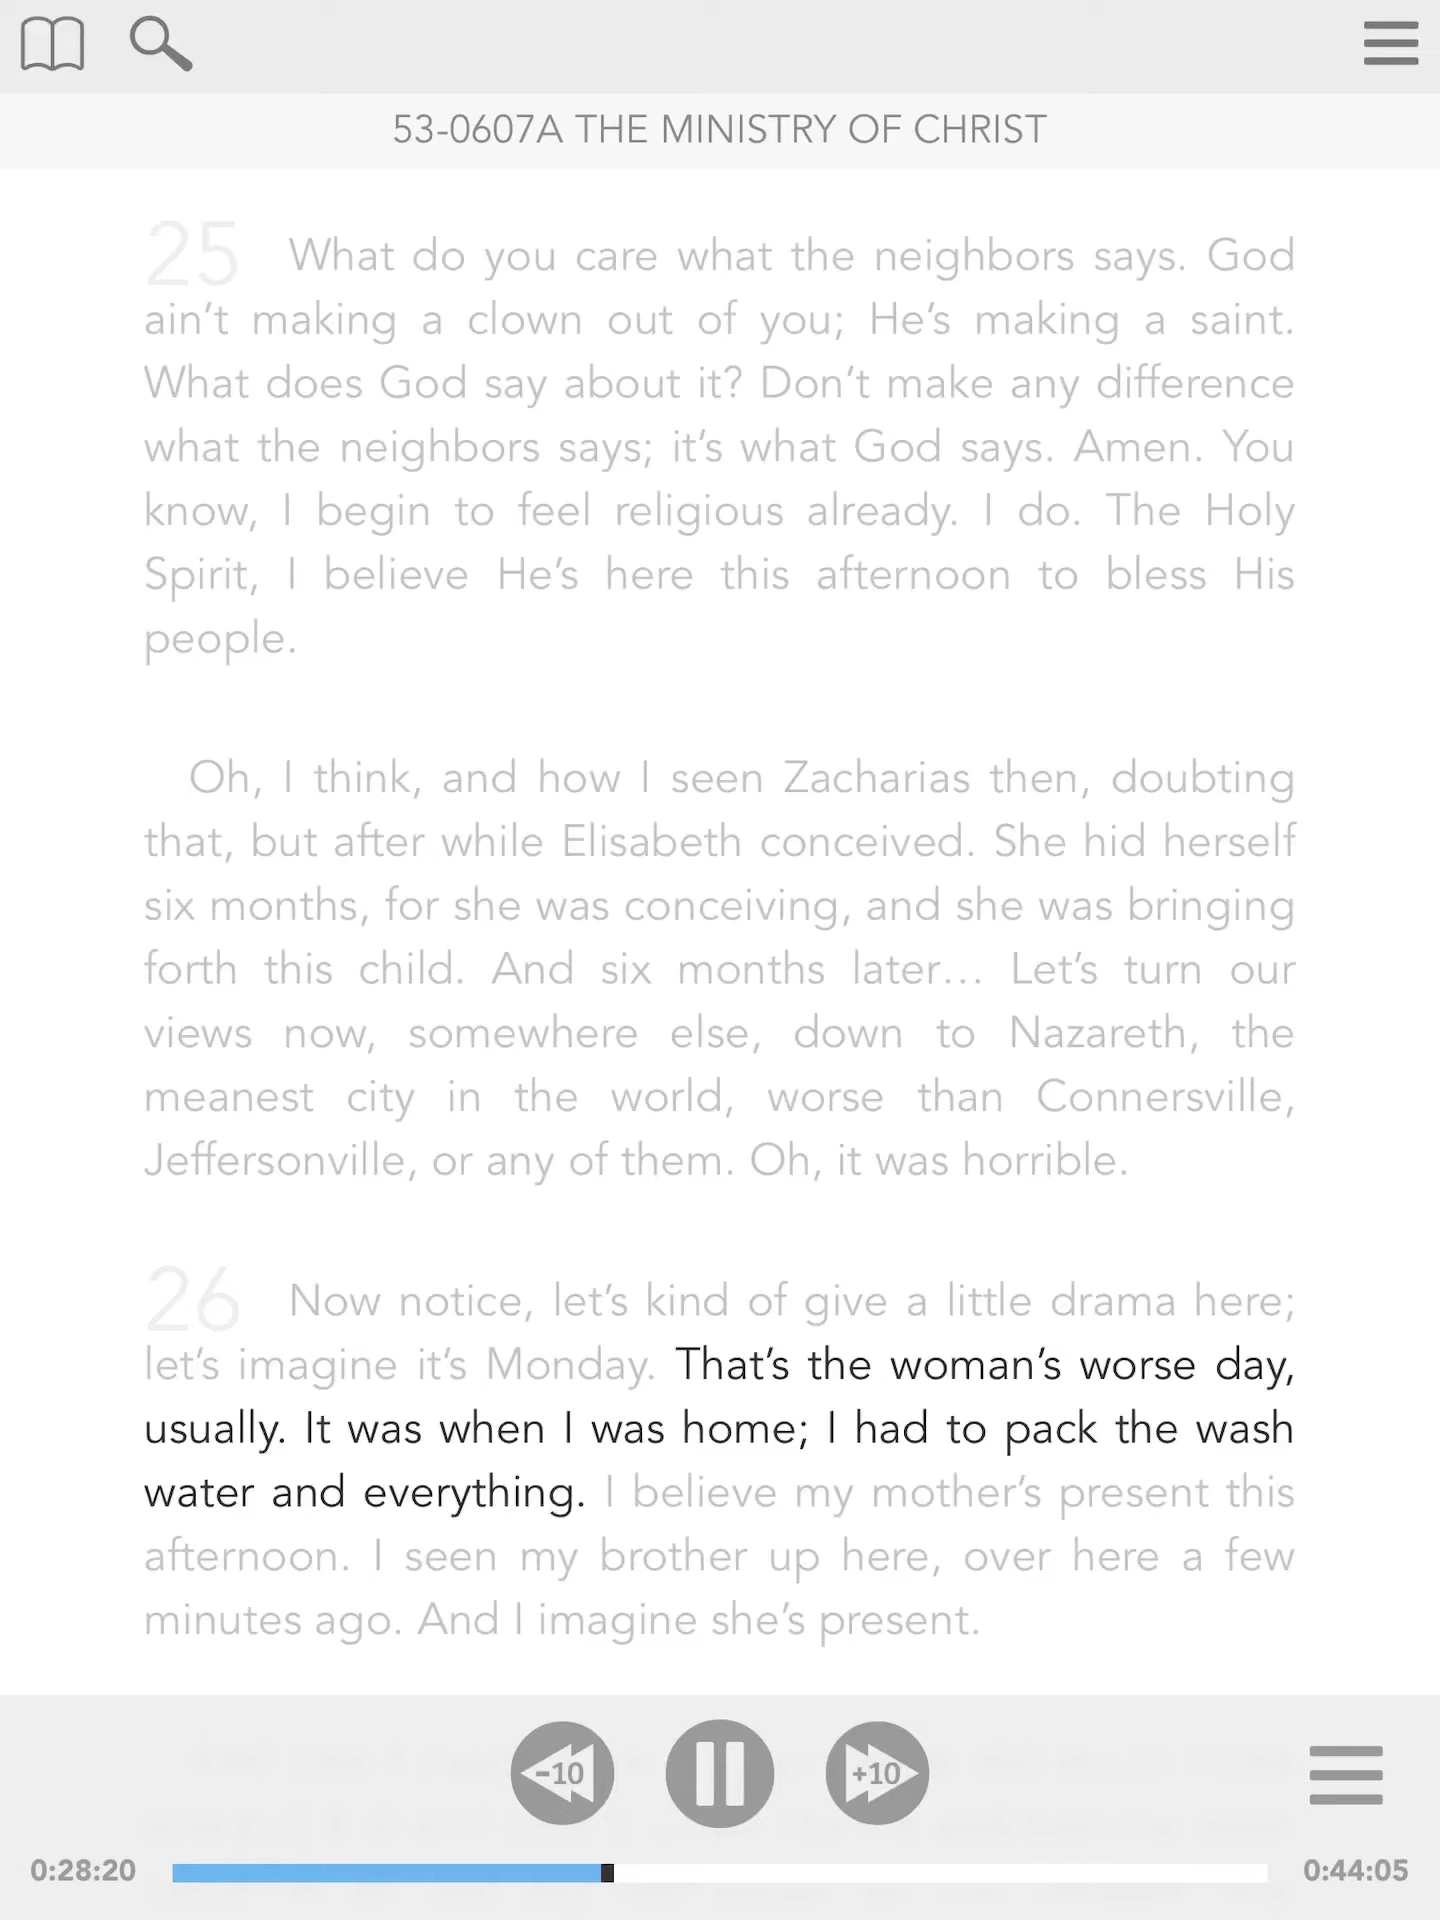 53-0607A THE MINISTRY OF CHRIST
25 What do you care what the neighbors says. God
ain’t making a clown out of you; He’s making a saint.
What does God say about it? Don’t make any difference
what the neighbors says; it’s what God says. Amen. You
know, I begin to feel religious already. I do. The Holy
Spirit, I believe He’s here this afternoon to bless His
people.
Oh, I think, and how I seen Zacharias then, doubting
that, but after while Elisabeth conceived. She hid herself
six months, for she was conceiving, and she was bringing
forth this child. And six months later… Let’s turn our
views now, somewhere else, down to Nazareth, the
meanest city in the world, worse than Connersville,
Jeffersonville, or any of them. Oh, it was horrible.
26 Now notice, let’s kind of give a little drama here;
let’s imagine it’s Monday. That’s the woman’s worse day,
usually. It was when I was home; I had to pack the wash
water and everything. I believe my mother’s present this
afternoon. I seen my brother up here, over here a few
minutes ago. And I imagine she’s present.
-10 +10
0:28:20 0:44:05